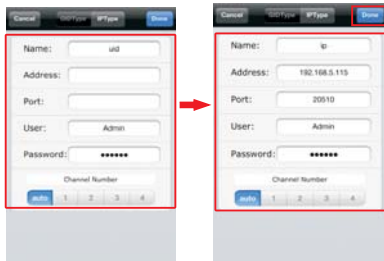 Cancel UIDType IPType Done
Name: uid
Address:
Port:
User: Admin
Password: ••••••
Channel Number
auto 1 2 3 4
Cancel UIDType IPType Done
Name: ip
Address: 192.168.5.115
Port: 20510
User: Admin
Password: ••••••
Channel Number
auto 1 2 3 4